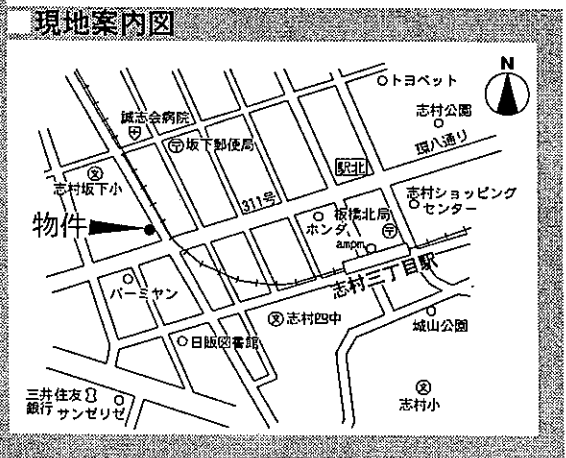 現地案内図
N
トヨペット
志村公園
誠志会病院
坂下郵便局
環八通り
駅北
志村坂下小
311号
志村ショッピング
センター
板橋北局
ホンダ
ampm
物件
志村三丁目駅
バーミヤン
志村四中
城山公園
日販図書館
三井住友
銀行
サンゼリゼ
志村小